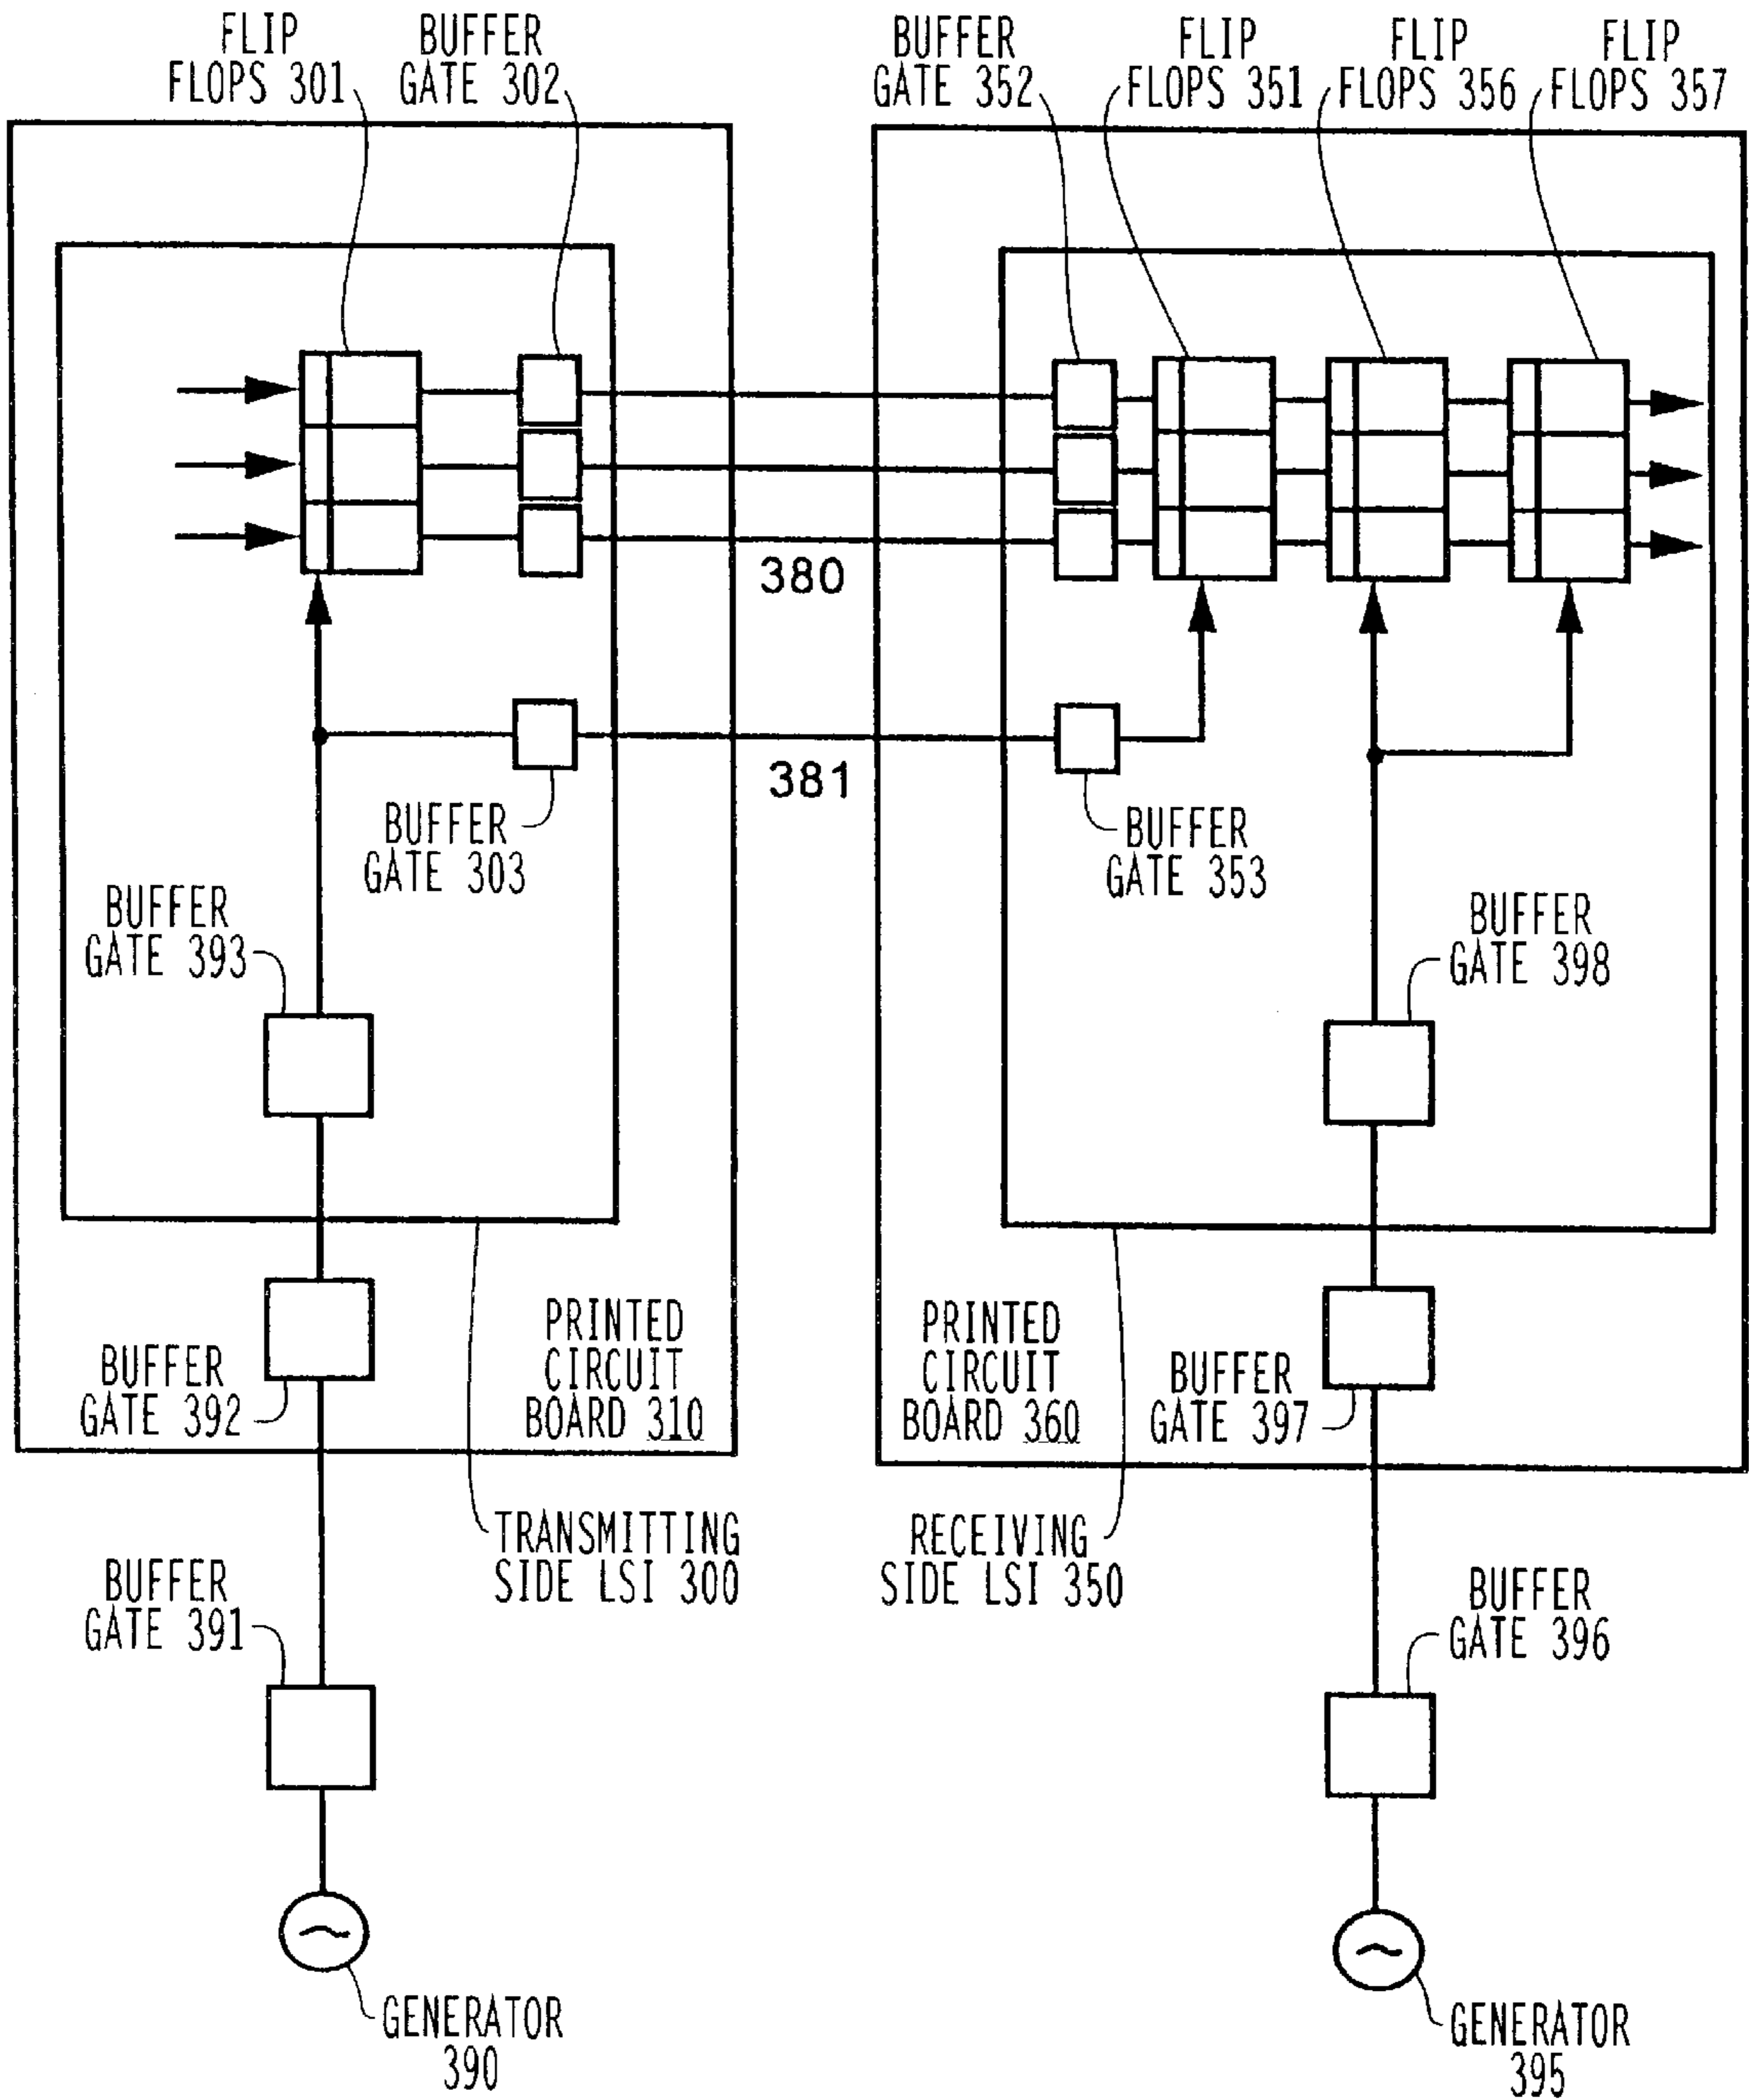 FLIP
FLOPS 301
BUFFER
GATE 302
BUFFER
GATE 352
FLIP
FLOPS 351
FLIP
FLOPS 356
FLIP
FLOPS 357
380
381
BUFFER
GATE 303
BUFFER
GATE 353
BUFFER
GATE 393
BUFFER
GATE 398
BUFFER
GATE 392
PRINTED
CIRCUIT
BOARD 310
PRINTED
CIRCUIT
BOARD 360
BUFFER
GATE 397
TRANSMITTING
SIDE LSI 300
RECEIVING
SIDE LSI 350
BUFFER
GATE 391
BUFFER
GATE 396
GENERATOR
390
GENERATOR
395